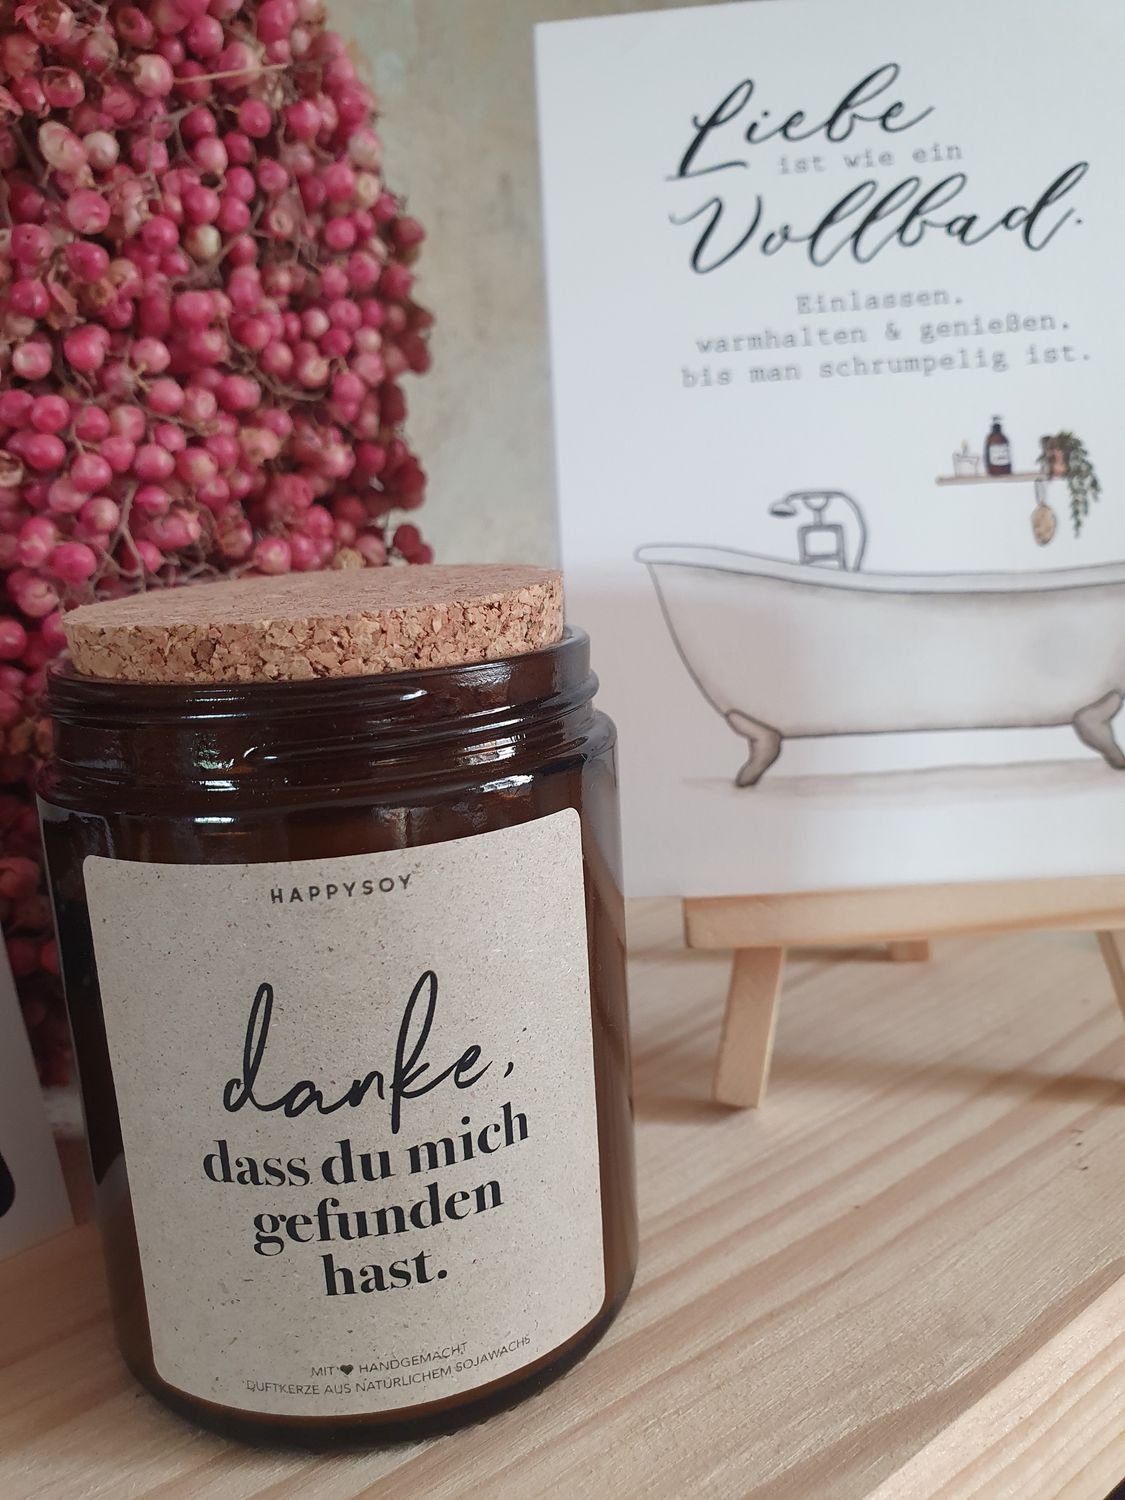 Liebe
ist wie ein
Vollbad.
Einlassen.
warmhalten & genießen,
bis man schrumpelig ist.
HAPPYSOY
danke,
dass du mich
gefunden
hast.
MIT ♥ HANDGEMACHT
DUFTKERZE AUS NATÜRLICHEM SOJAWACHS